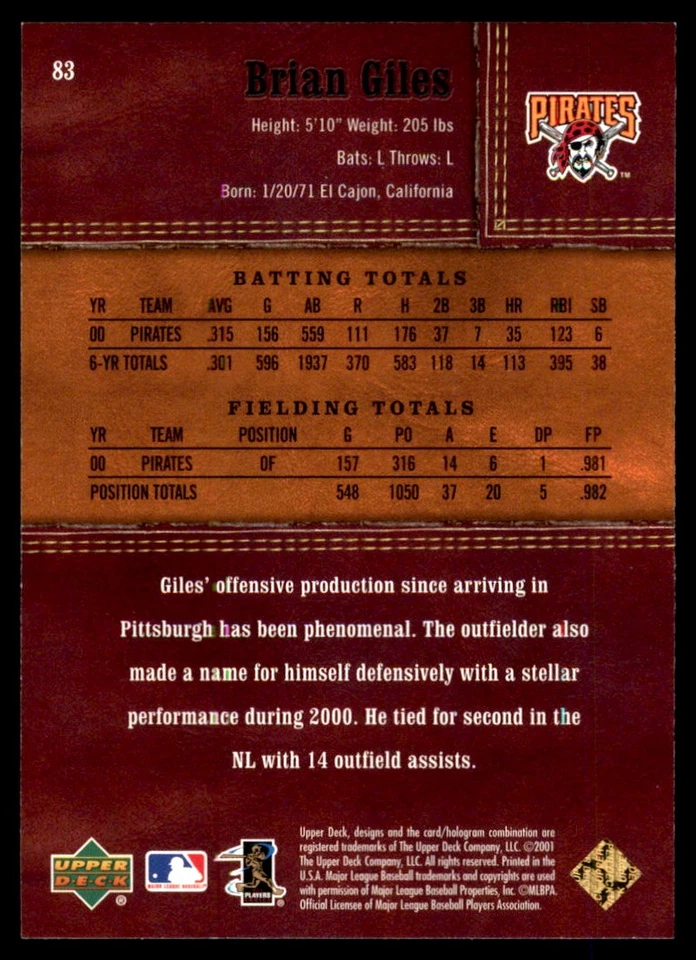 83
Brian Giles
Height: 5'10" Weight: 205 lbs
Bats: L Throws: L
Born: 1/20/71 El Cajon, California
PIRATES
TM
BATTING TOTALS
YR TEAM AVG G AB R H 2B 3B HR RBI SB
00 PIRATES .315 156 559 111 176 37 7 35 123 6
6-YR TOTALS .301 596 1937 370 583 118 14 113 395 38
FIELDING TOTALS
YR TEAM POSITION G PO A E DP FP
00 PIRATES OF 157 316 14 6 1 .981
POSITION TOTALS 548 1050 37 20 5 .982
Giles' offensive production since arriving in
Pittsburgh has been phenomenal. The outfielder also
made a name for himself defensively with a stellar
performance during 2000. He tied for second in the
NL with 14 outfield assists.
UPPER
DECK
®
MAJOR LEAGUE BASEBALL
PLAYERS
Upper Deck, designs and the card/hologram combination are
registered trademarks of The Upper Deck Company, LLC. ©2001
The Upper Deck Company, LLC. All rights reserved. Printed in the
U.S.A. Major League Baseball trademarks and copyrights are used
with permission of Major League Baseball Properties, Inc. ©MLBPA.
Official Licensee of Major League Baseball Players Association.